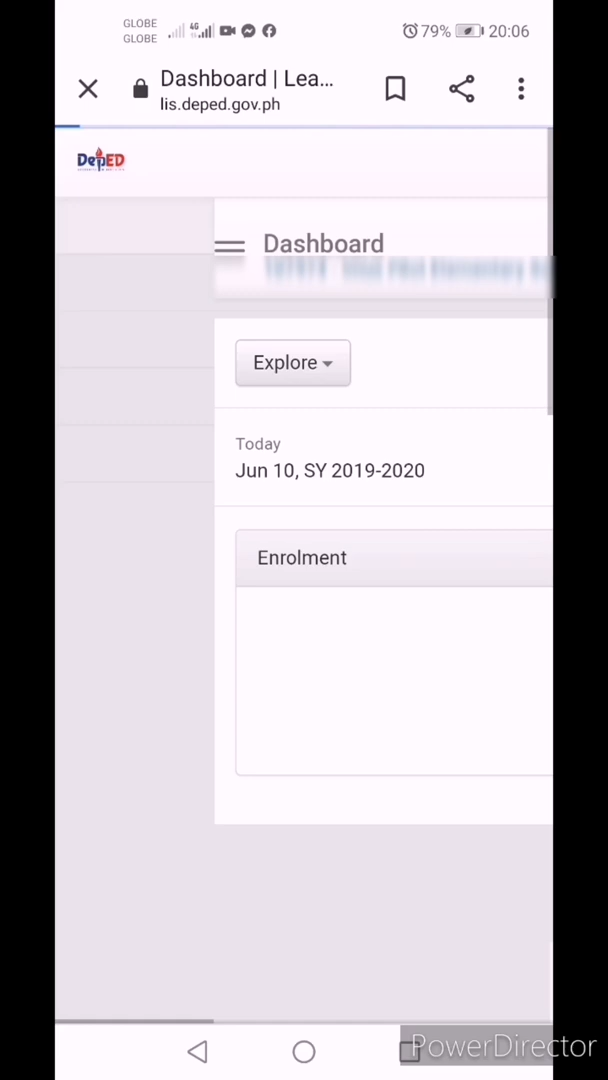 GLOBE
GLOBE
4G
79%
20:06
Dashboard | Lea...
lis.deped.gov.ph
DepED
Dashboard
Explore
Today
Jun 10, SY 2019-2020
Enrolment
PowerDirector